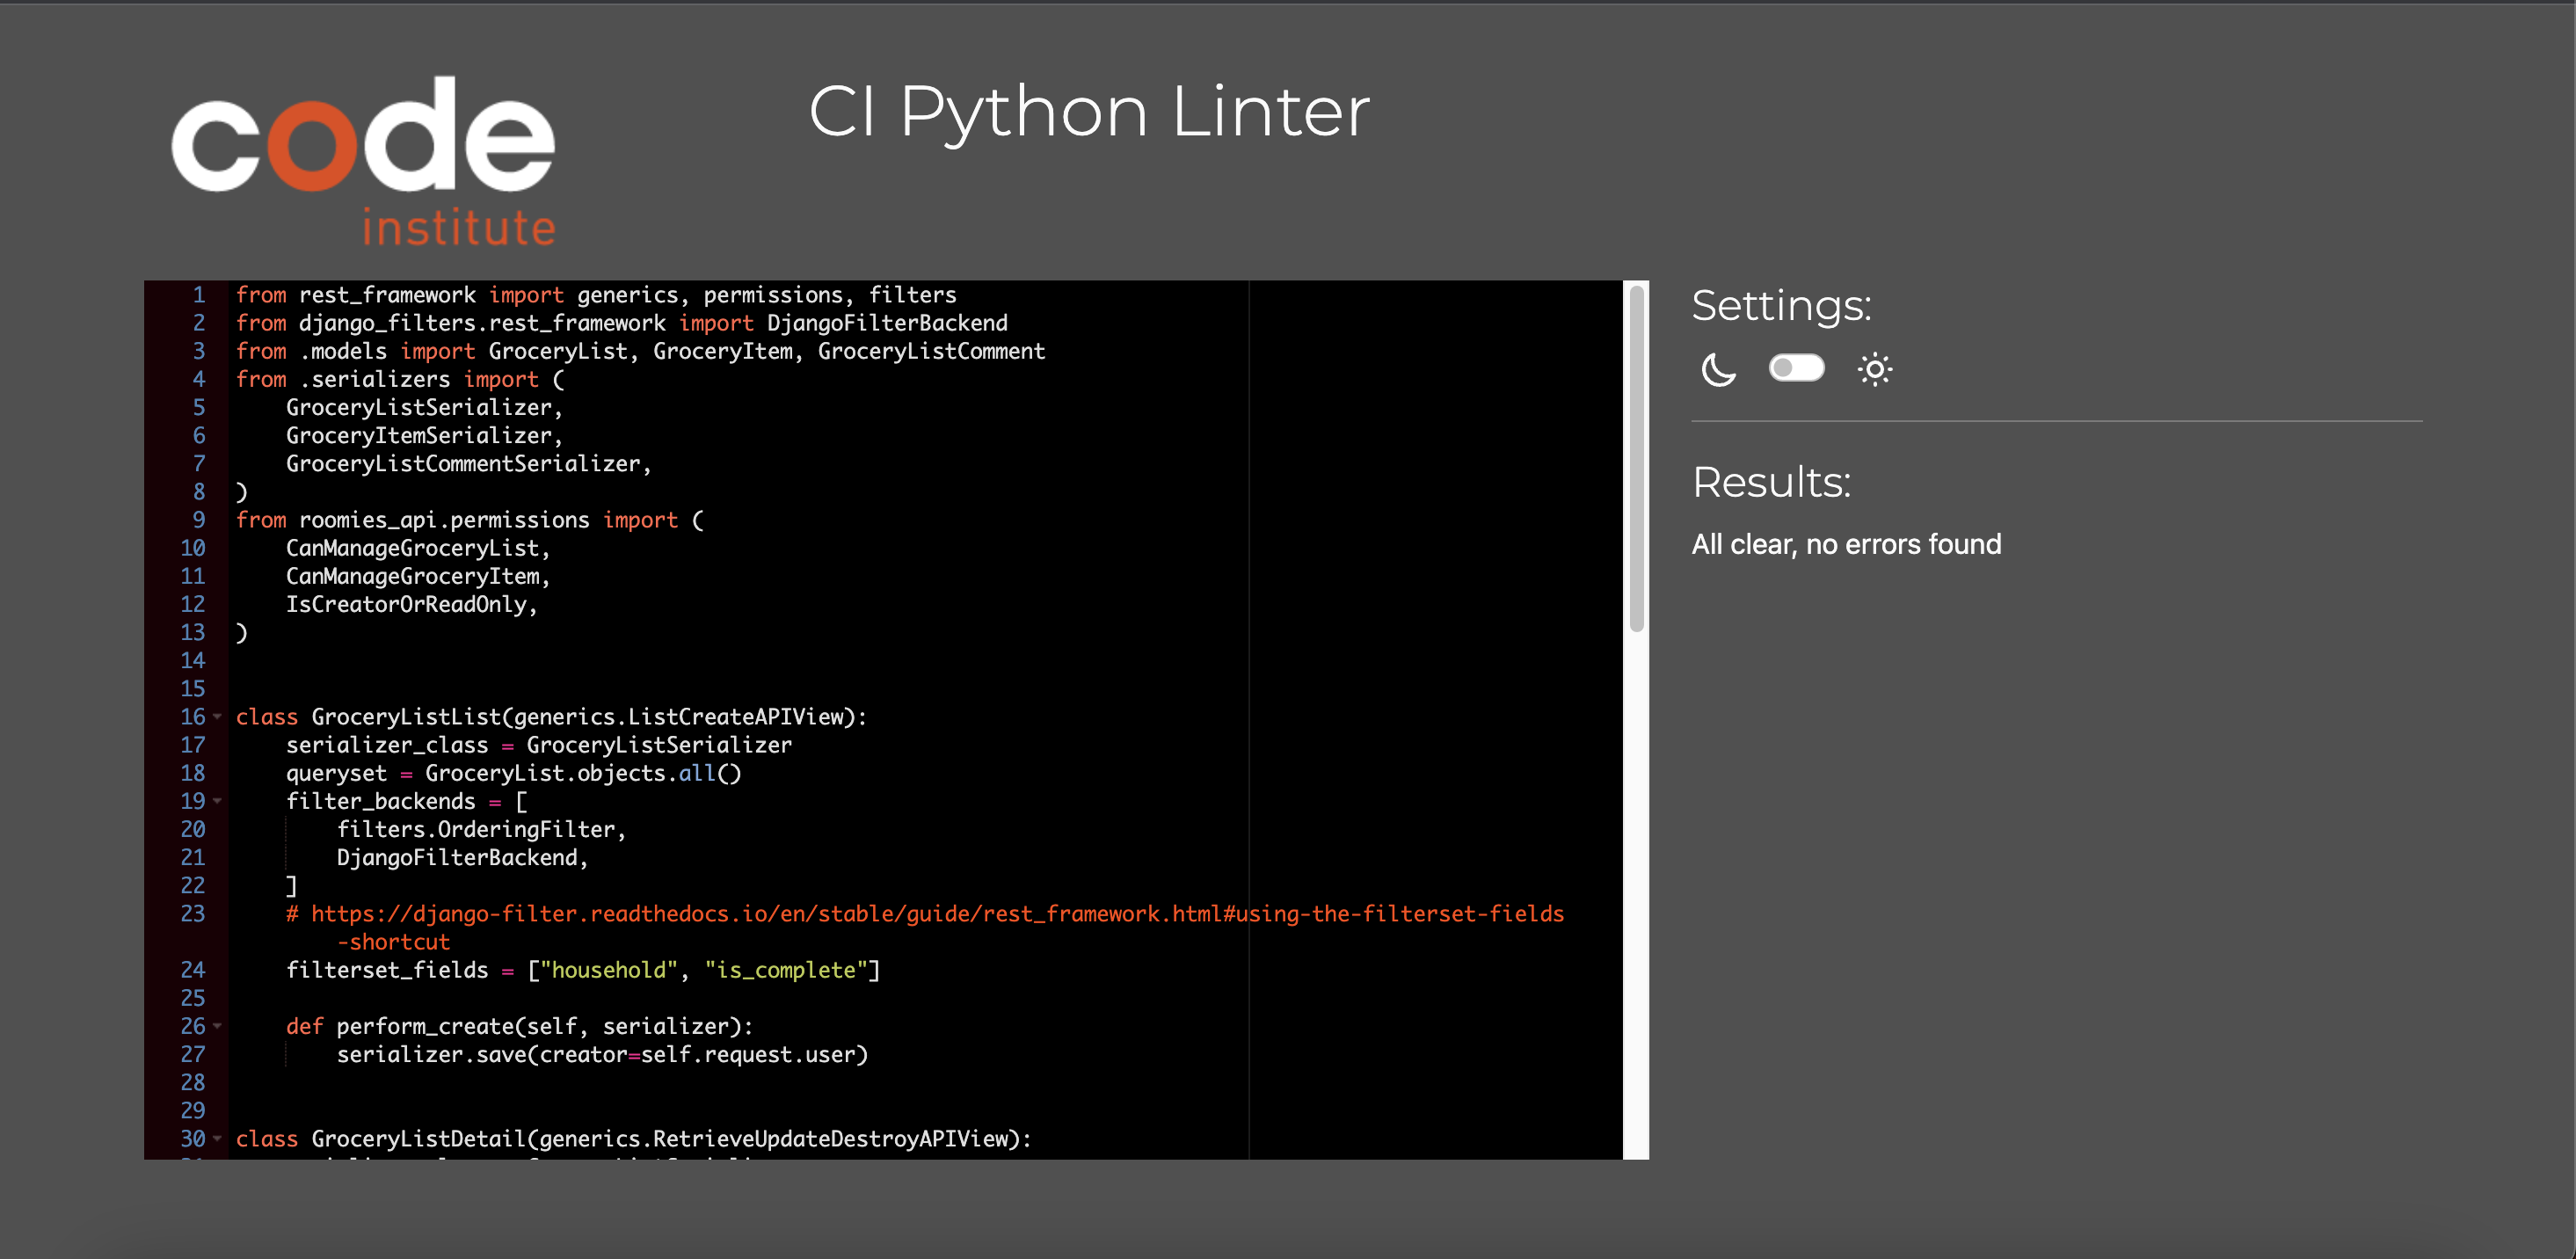 code
institute
CI Python Linter
1 from rest_framework import generics, permissions, filters
2 from django_filters.rest_framework import DjangoFilterBackend
3 from .models import GroceryList, GroceryItem, GroceryListComment
4 from .serializers import (
5     GroceryListSerializer,
6     GroceryItemSerializer,
7     GroceryListCommentSerializer,
8 )
9 from roomies_api.permissions import (
10     CanManageGroceryList,
11     CanManageGroceryItem,
12     IsCreatorOrReadOnly,
13 )
14
15
16 class GroceryListList(generics.ListCreateAPIView):
17     serializer_class = GroceryListSerializer
18     queryset = GroceryList.objects.all()
19     filter_backends = [
20         filters.OrderingFilter,
21         DjangoFilterBackend,
22     ]
23     # https://django-filter.readthedocs.io/en/stable/guide/rest_framework.html#using-the-filterset-fields
-shortcut
24     filterset_fields = ["household", "is_complete"]
25
26     def perform_create(self, serializer):
27         serializer.save(creator=self.request.user)
28
29
30 class GroceryListDetail(generics.RetrieveUpdateDestroyAPIView):
Settings:
Results:
All clear, no errors found